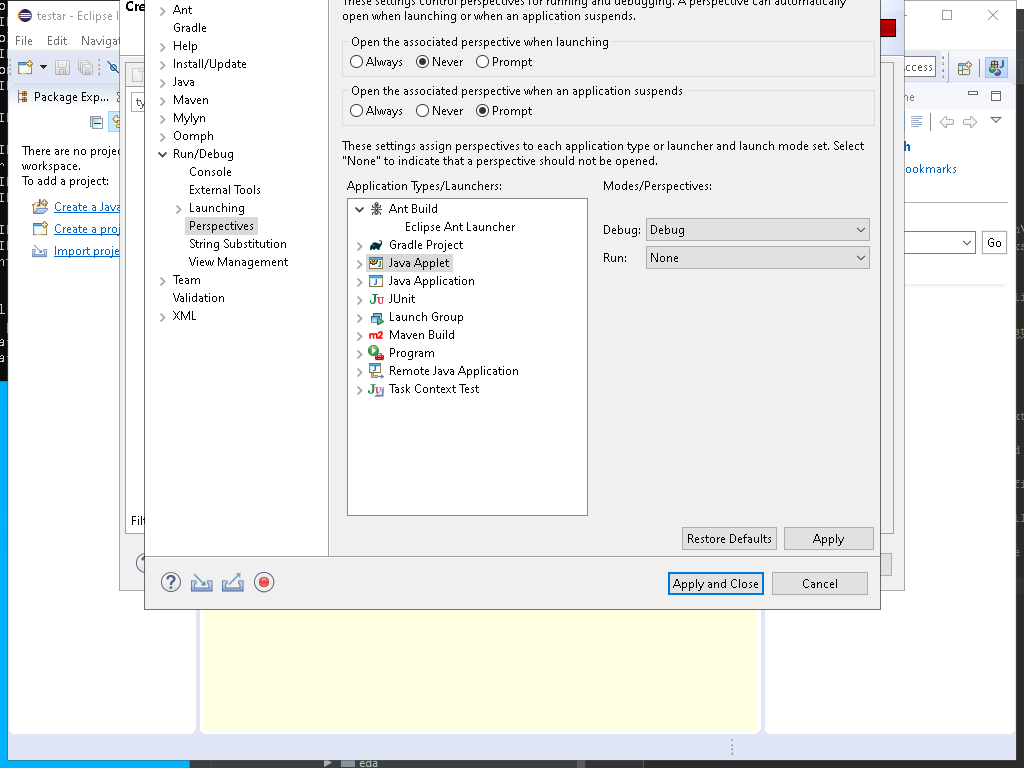 testar - Eclipse I
File Edit Navigat
Cre
Package Exp...
There are no proje
workspace.
To add a project:
Create a Java
Create a proj
Import proje
ty
Filt
Ant
Gradle
Help
Install/Update
Java
Maven
Mylyn
Oomph
Run/Debug
Console
External Tools
Launching
Perspectives
String Substitution
View Management
Team
Validation
XML
These settings control perspectives for running and debugging. A perspective can automatically
open when launching or when an application suspends.
Open the associated perspective when launching
Always Never Prompt
Open the associated perspective when an application suspends
Always Never Prompt
These settings assign perspectives to each application type or launcher and launch mode set. Select
"None" to indicate that a perspective should not be opened.
Application Types/Launchers:
Modes/Perspectives:
Ant Build
Eclipse Ant Launcher
Gradle Project
Java Applet
Java Application
JUnit
Launch Group
Maven Build
Program
Remote Java Application
Task Context Test
Debug: Debug
Run: None
Restore Defaults Apply
Apply and Close Cancel
ccess
ne
h
ookmarks
Go
eda